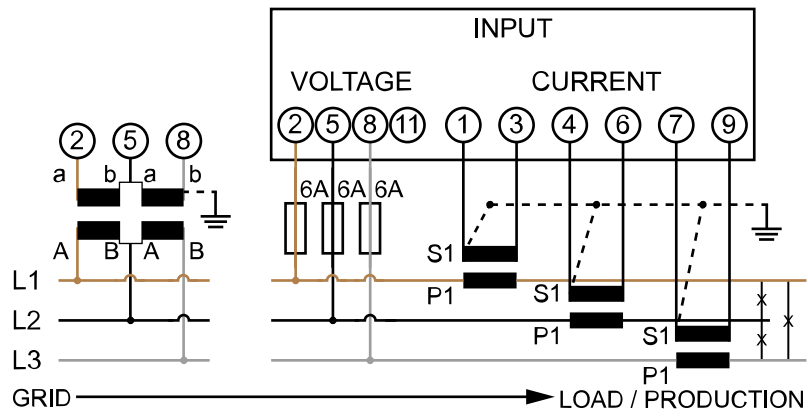 INPUT
VOLTAGE CURRENT
2 5 8 11 1 3 4 6 7 9
2 5 8
a b a b
6A 6A 6A
A B A B
S1
L1
P1 S1
L2
P1 S1
L3
P1
GRID LOAD / PRODUCTION